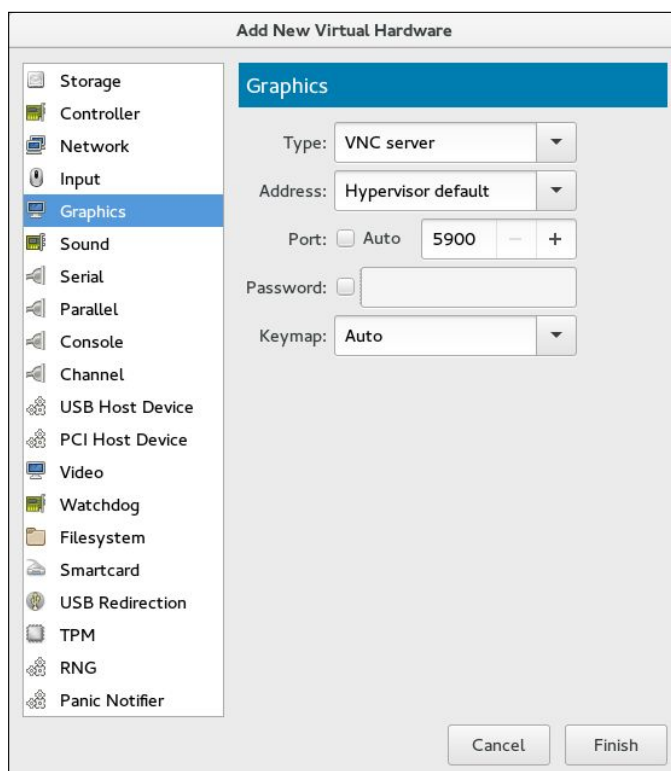 Add New Virtual Hardware
Storage
Controller
Network
Input
Graphics
Sound
Serial
Parallel
Console
Channel
USB Host Device
PCI Host Device
Video
Watchdog
Filesystem
Smartcard
USB Redirection
TPM
RNG
Panic Notifier
Graphics
Type: VNC server
Address: Hypervisor default
Port: Auto 5900 − +
Password:
Keymap: Auto
Cancel Finish